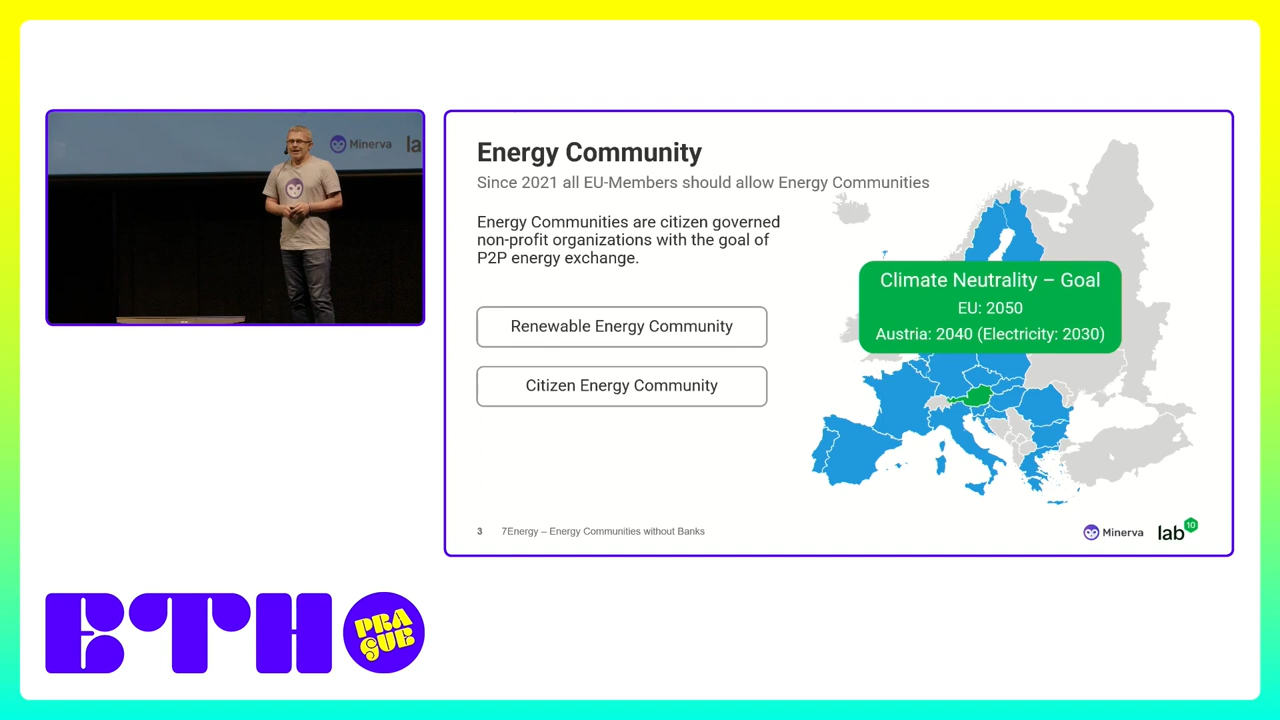 Minerva la
Energy Community
Since 2021 all EU-Members should allow Energy Communities
Energy Communities are citizen governed
non-profit organizations with the goal of
P2P energy exchange.
Renewable Energy Community
Citizen Energy Community
Climate Neutrality – Goal
EU: 2050
Austria: 2040 (Electricity: 2030)
3 7Energy – Energy Communities without Banks
Minerva lab10
ETH
PRA
GUE